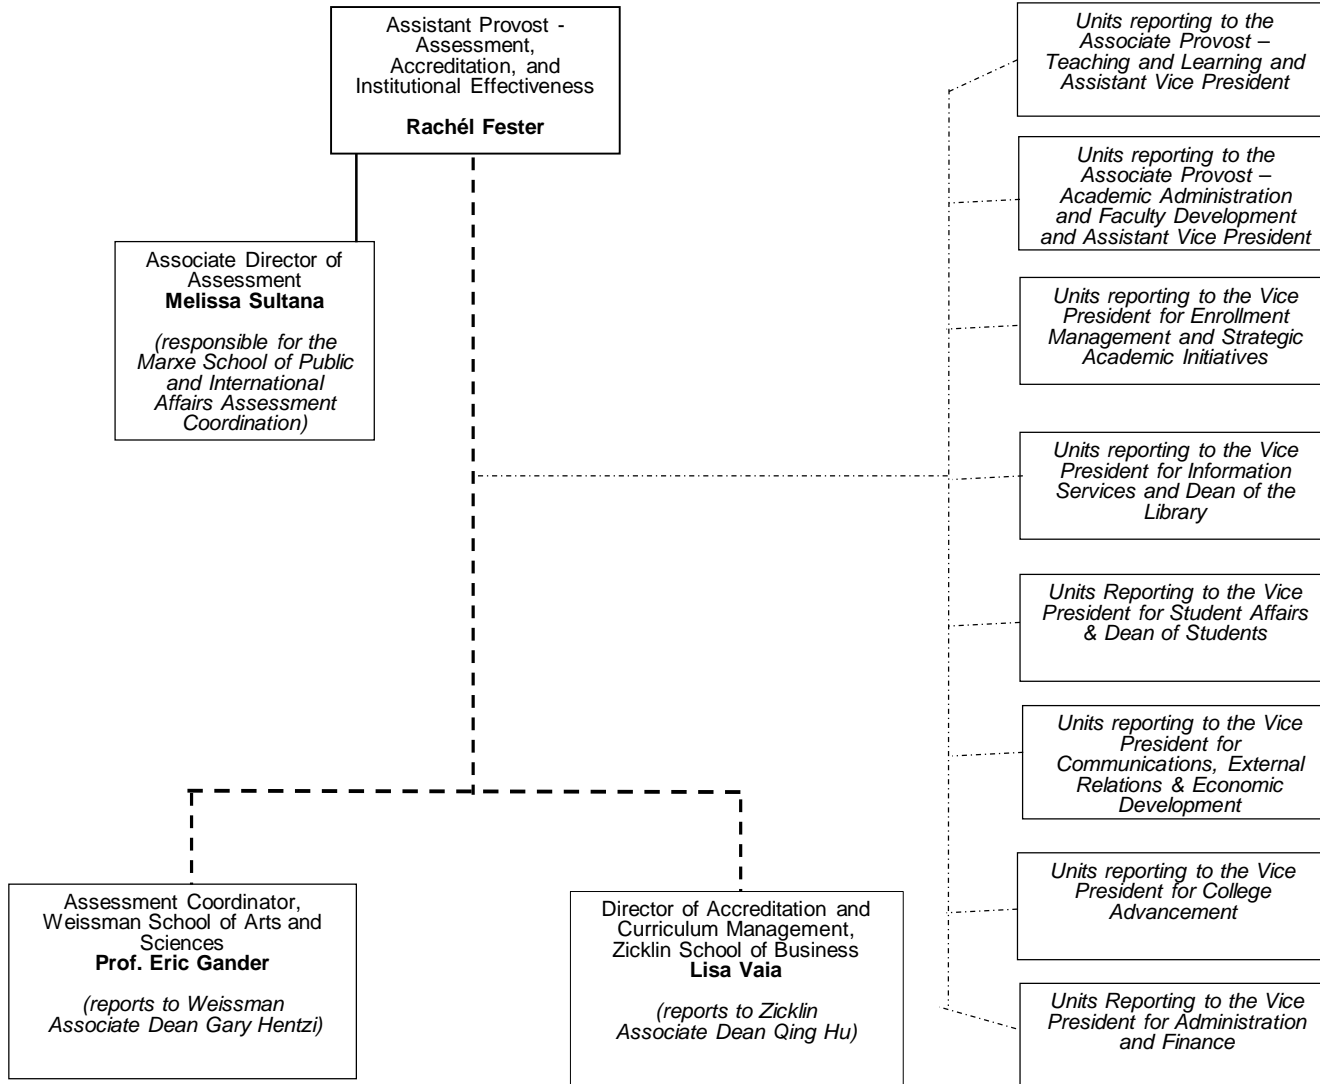 Assistant Provost -
Assessment,
Accreditation, and
Institutional Effectiveness
Rachél Fester
Associate Director of
Assessment
Melissa Sultana
(responsible for the
Marxe School of Public
and International
Affairs Assessment
Coordination)
Assessment Coordinator,
Weissman School of Arts and
Sciences
Prof. Eric Gander
(reports to Weissman
Associate Dean Gary Hentzi)
Director of Accreditation and
Curriculum Management,
Zicklin School of Business
Lisa Vaia
(reports to Zicklin
Associate Dean Qing Hu)
Units reporting to the
Associate Provost –
Teaching and Learning and
Assistant Vice President
Units reporting to the
Associate Provost –
Academic Administration
and Faculty Development
and Assistant Vice President
Units reporting to the Vice
President for Enrollment
Management and Strategic
Academic Initiatives
Units reporting to the Vice
President for Information
Services and Dean of the
Library
Units Reporting to the Vice
President for Student Affairs
& Dean of Students
Units reporting to the Vice
President for
Communications, External
Relations & Economic
Development
Units reporting to the Vice
President for College
Advancement
Units Reporting to the Vice
President for Administration
and Finance